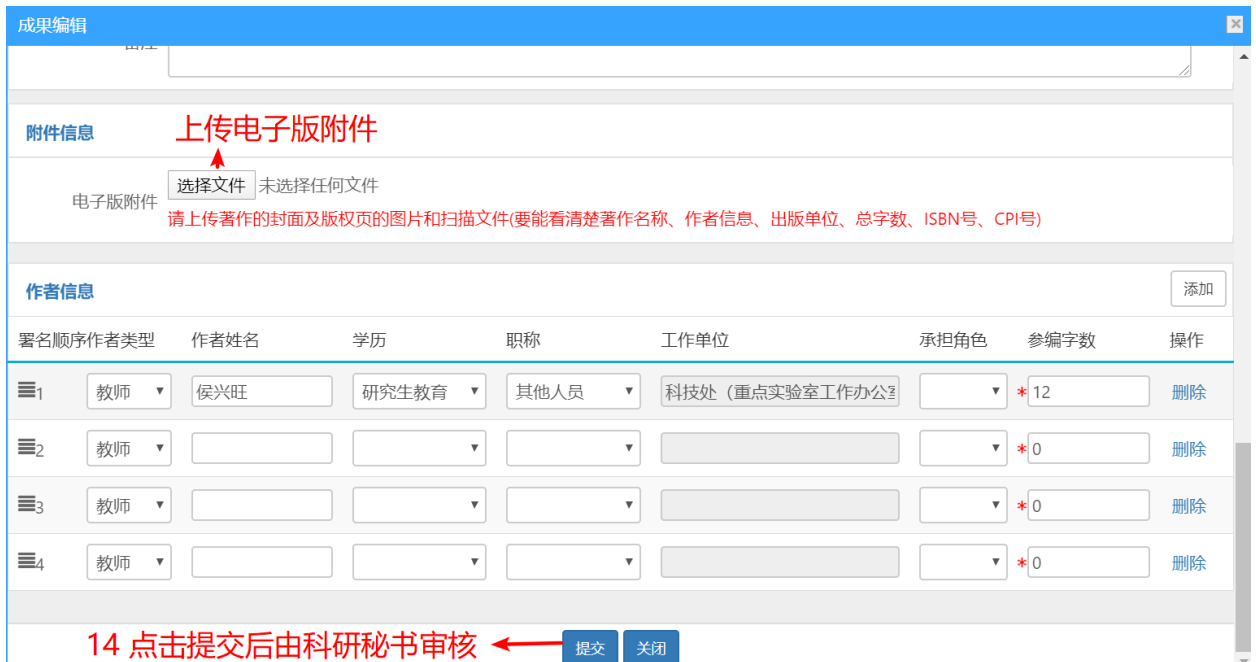 成果编辑
附件信息
上传电子版附件
电子版附件
选择文件 未选择任何文件
请上传著作的封面及版权页的图片和扫描文件(要能看清楚著作名称、作者信息、出版单位、总字数、ISBN号、CPI号)
作者信息 添加
署名顺序 作者类型 作者姓名 学历 职称 工作单位 承担角色 参编字数 操作
1 教师 侯兴旺 研究生教育 其他人员 科技处（重点实验室工作办公 *12 删除
2 教师 *0 删除
3 教师 *0 删除
4 教师 *0 删除
14 点击提交后由科研秘书审核 提交 关闭